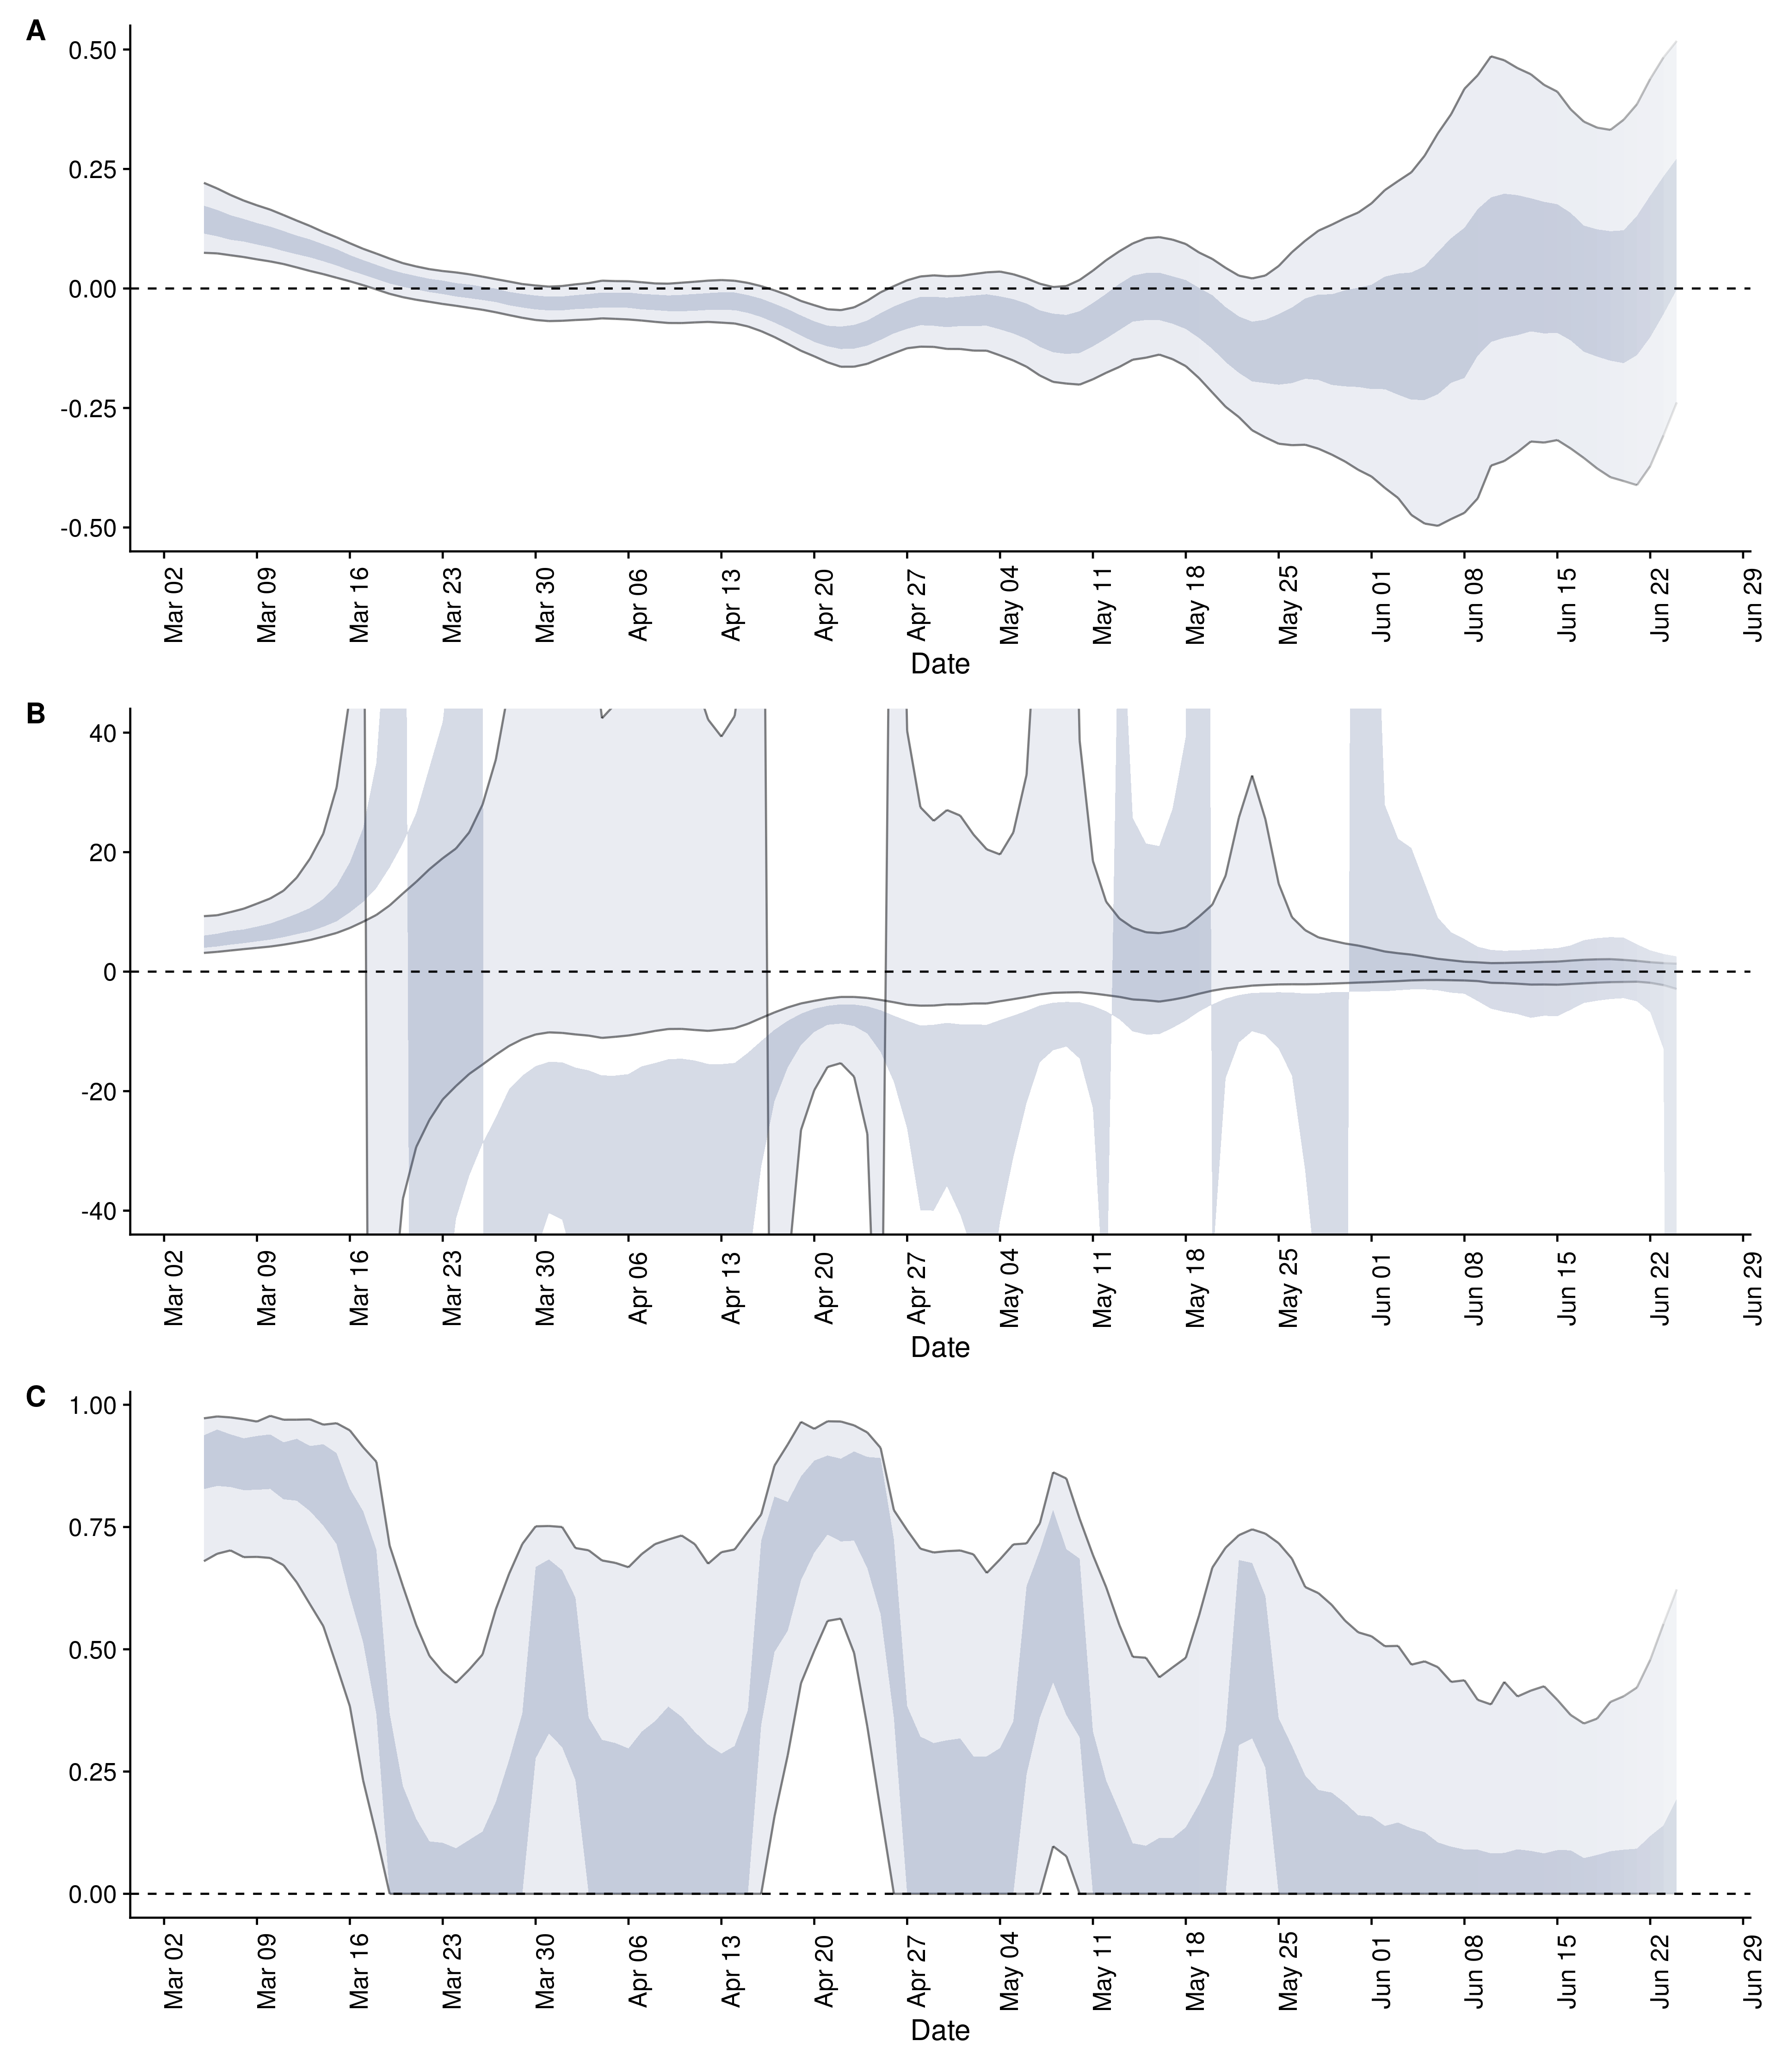 A
0.50
0.25
0.00
-0.25
-0.50
Mar 02
Mar 09
Mar 16
Mar 23
Mar 30
Apr 06
Apr 13
Apr 20
Apr 27
May 04
May 11
May 18
May 25
Jun 01
Jun 08
Jun 15
Jun 22
Jun 29
Date
B
40
20
0
-20
-40
Mar 02
Mar 09
Mar 16
Mar 23
Mar 30
Apr 06
Apr 13
Apr 20
Apr 27
May 04
May 11
May 18
May 25
Jun 01
Jun 08
Jun 15
Jun 22
Jun 29
Date
C
1.00
0.75
0.50
0.25
0.00
Mar 02
Mar 09
Mar 16
Mar 23
Mar 30
Apr 06
Apr 13
Apr 20
Apr 27
May 04
May 11
May 18
May 25
Jun 01
Jun 08
Jun 15
Jun 22
Jun 29
Date